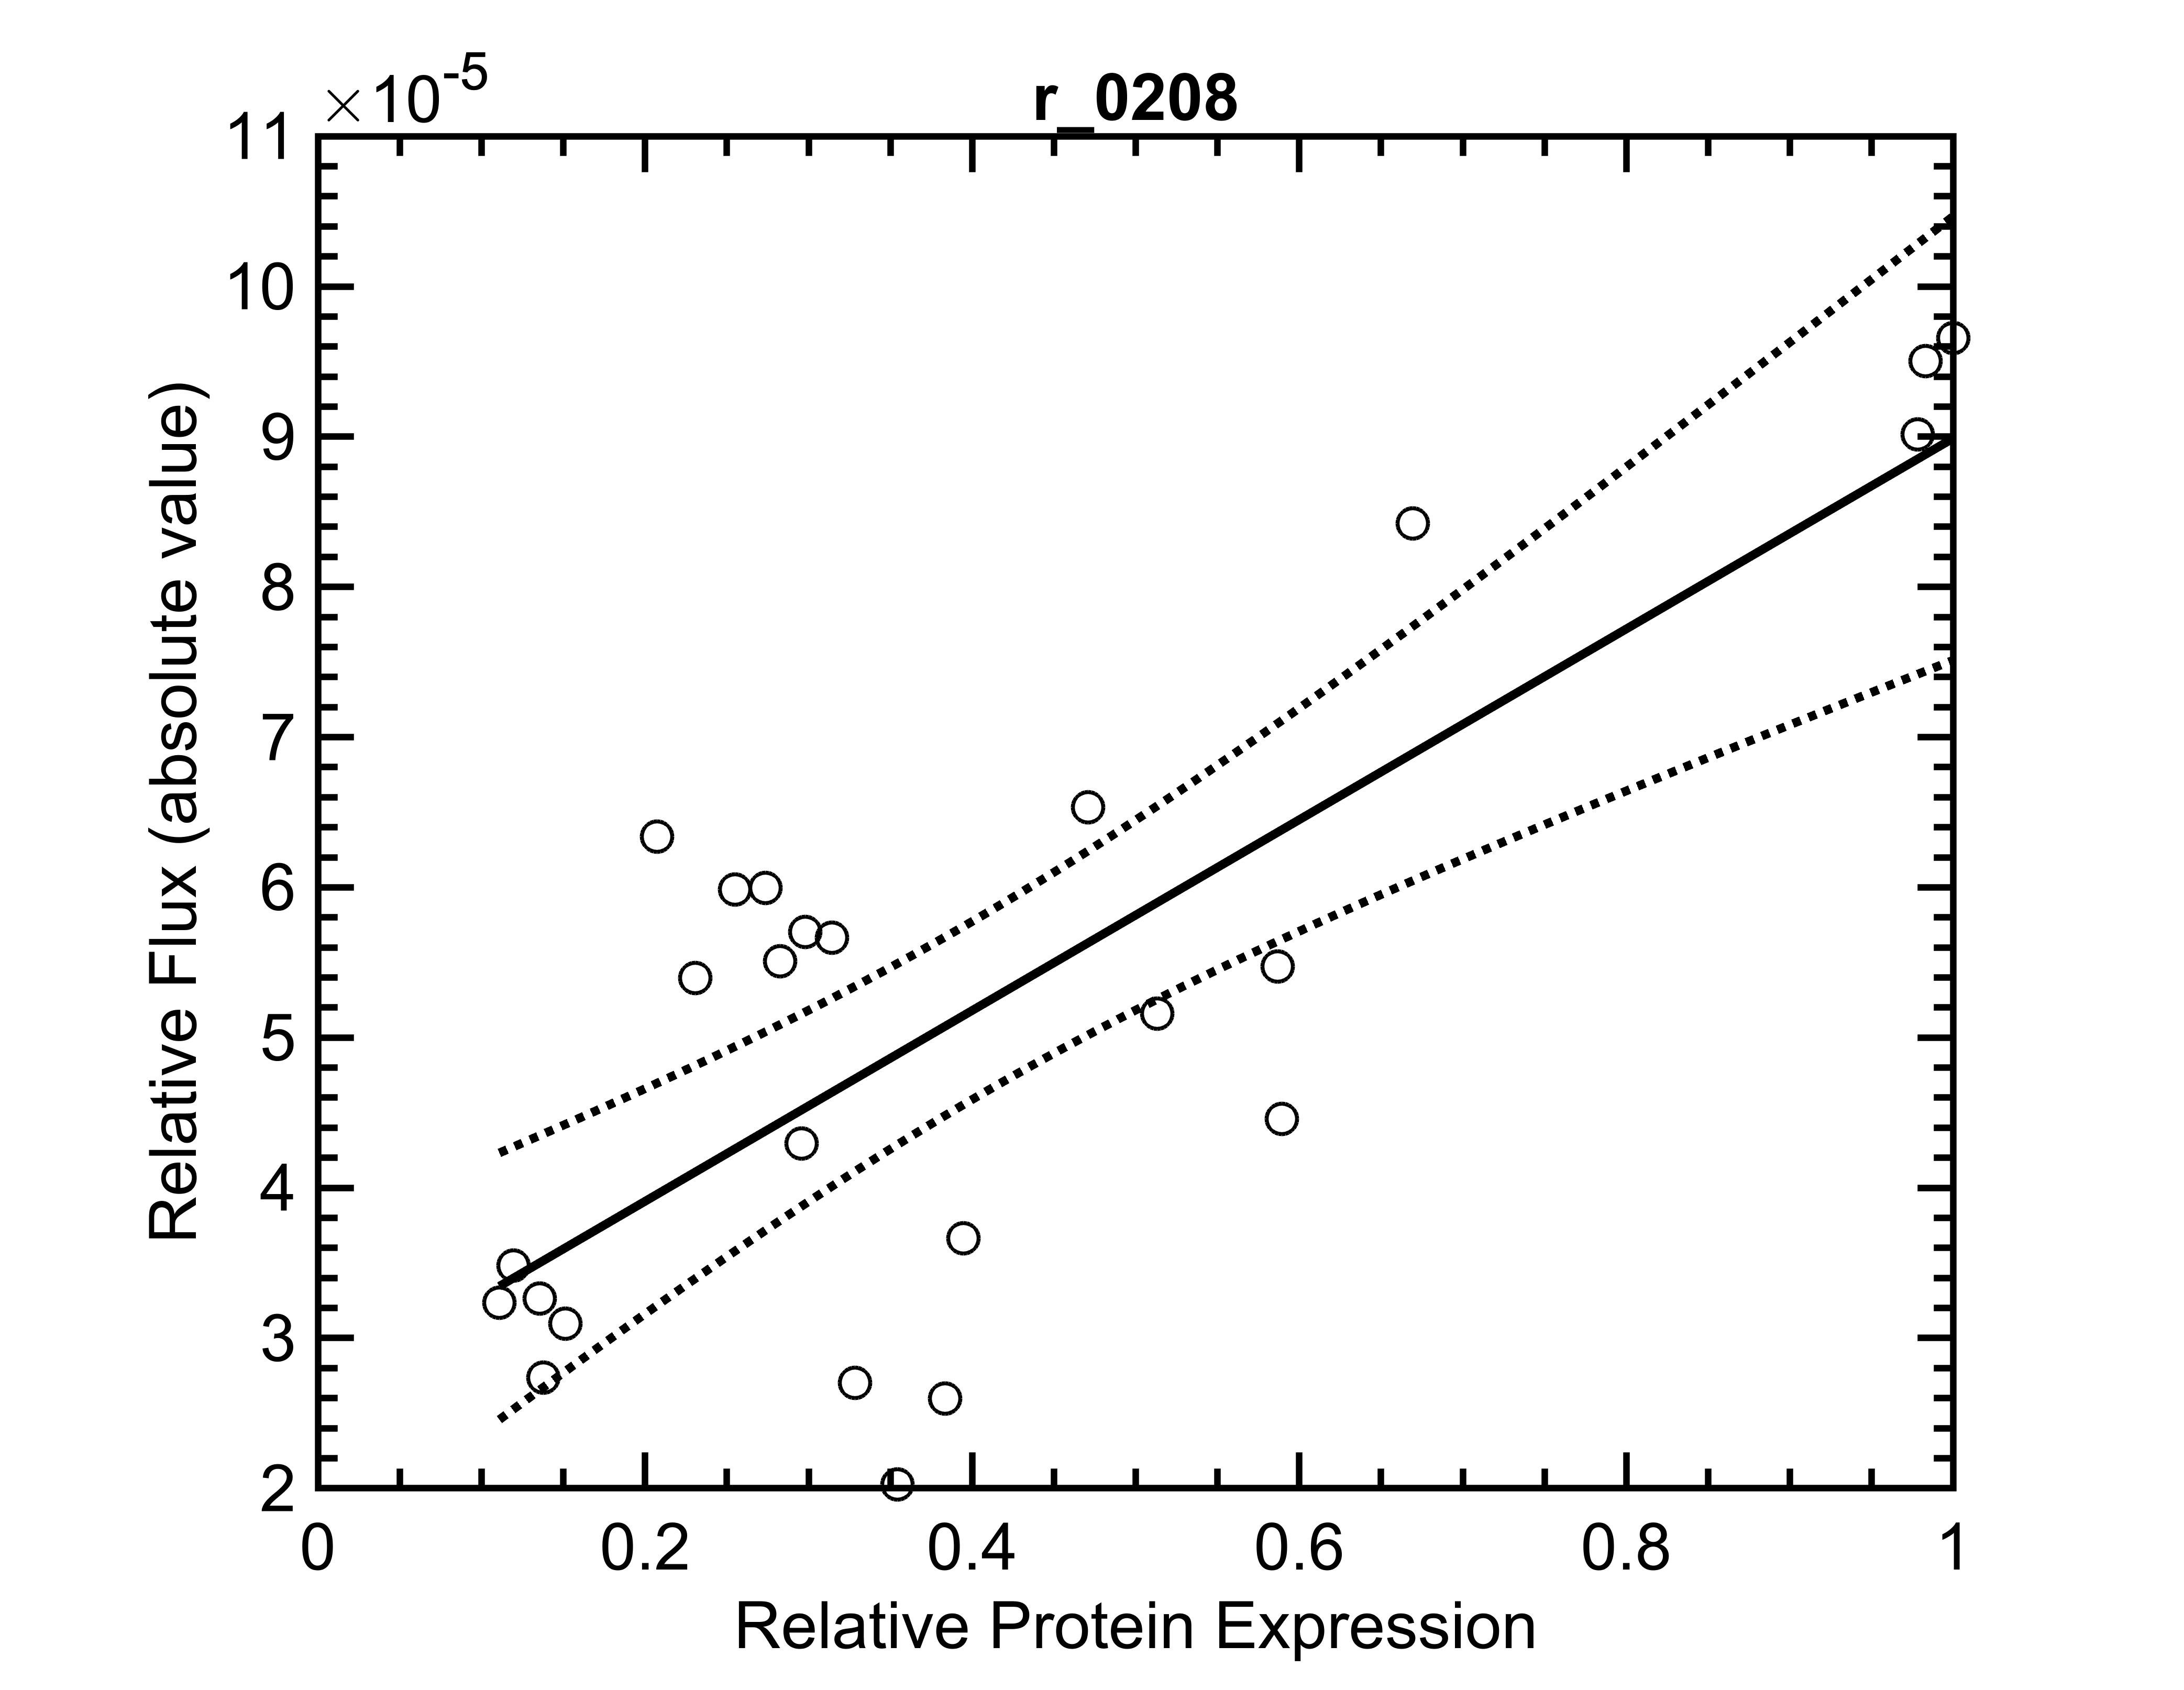 ×10-5
r_0208
11
10
9
8
7
6
5
4
3
2
0 0.2 0.4 0.6 0.8 1
Relative Protein Expression
Relative Flux (absolute value)